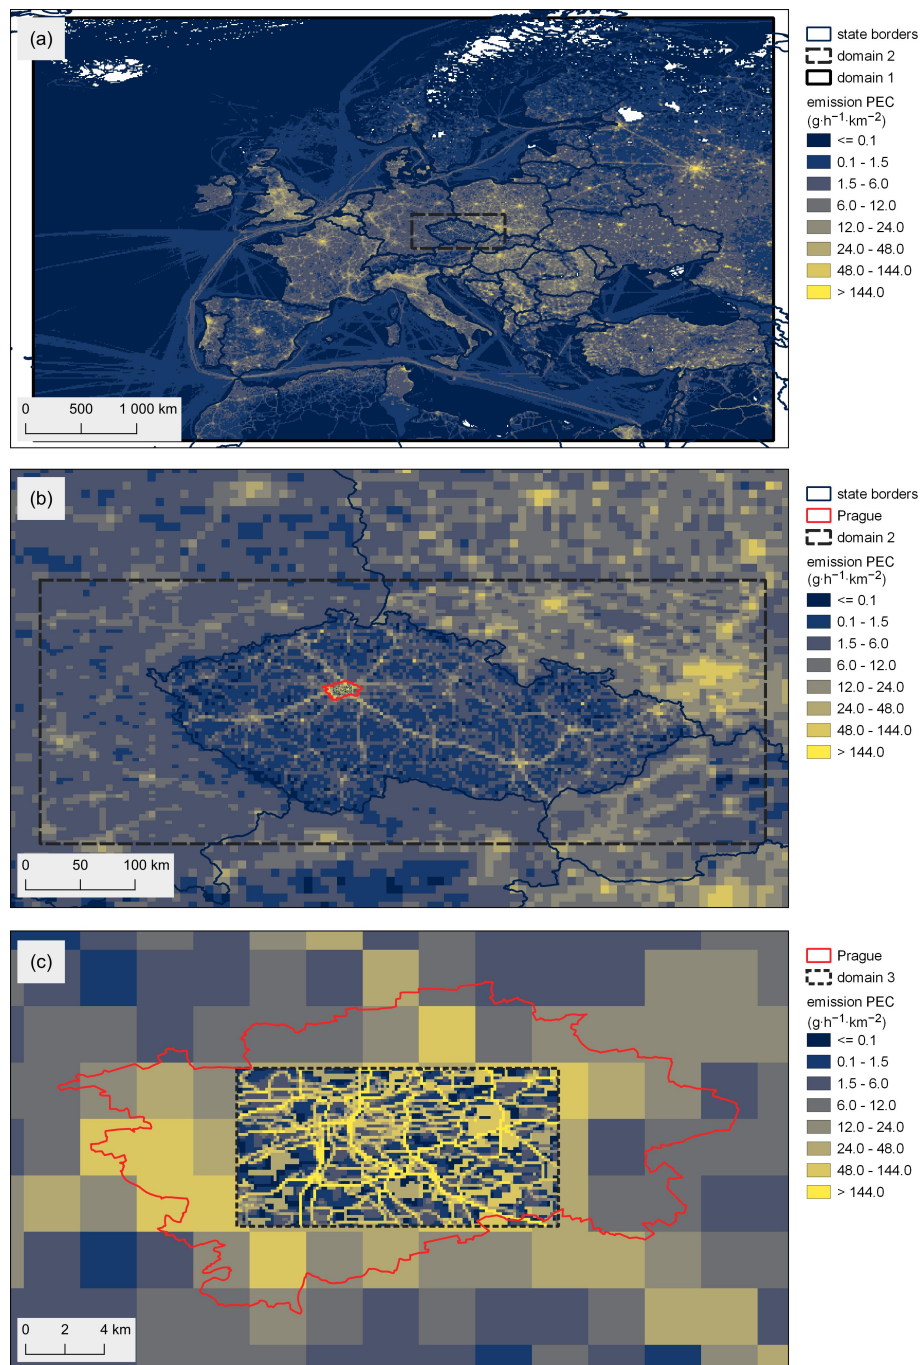 (a)
state borders
domain 2
domain 1
emission PEC
(g·h⁻¹·km⁻²)
<= 0.1
0.1 - 1.5
1.5 - 6.0
6.0 - 12.0
12.0 - 24.0
24.0 - 48.0
48.0 - 144.0
> 144.0
0 500 1 000 km
(b)
state borders
Prague
domain 2
emission PEC
(g·h⁻¹·km⁻²)
<= 0.1
0.1 - 1.5
1.5 - 6.0
6.0 - 12.0
12.0 - 24.0
24.0 - 48.0
48.0 - 144.0
> 144.0
0 50 100 km
(c)
Prague
domain 3
emission PEC
(g·h⁻¹·km⁻²)
<= 0.1
0.1 - 1.5
1.5 - 6.0
6.0 - 12.0
12.0 - 24.0
24.0 - 48.0
48.0 - 144.0
> 144.0
0 2 4 km